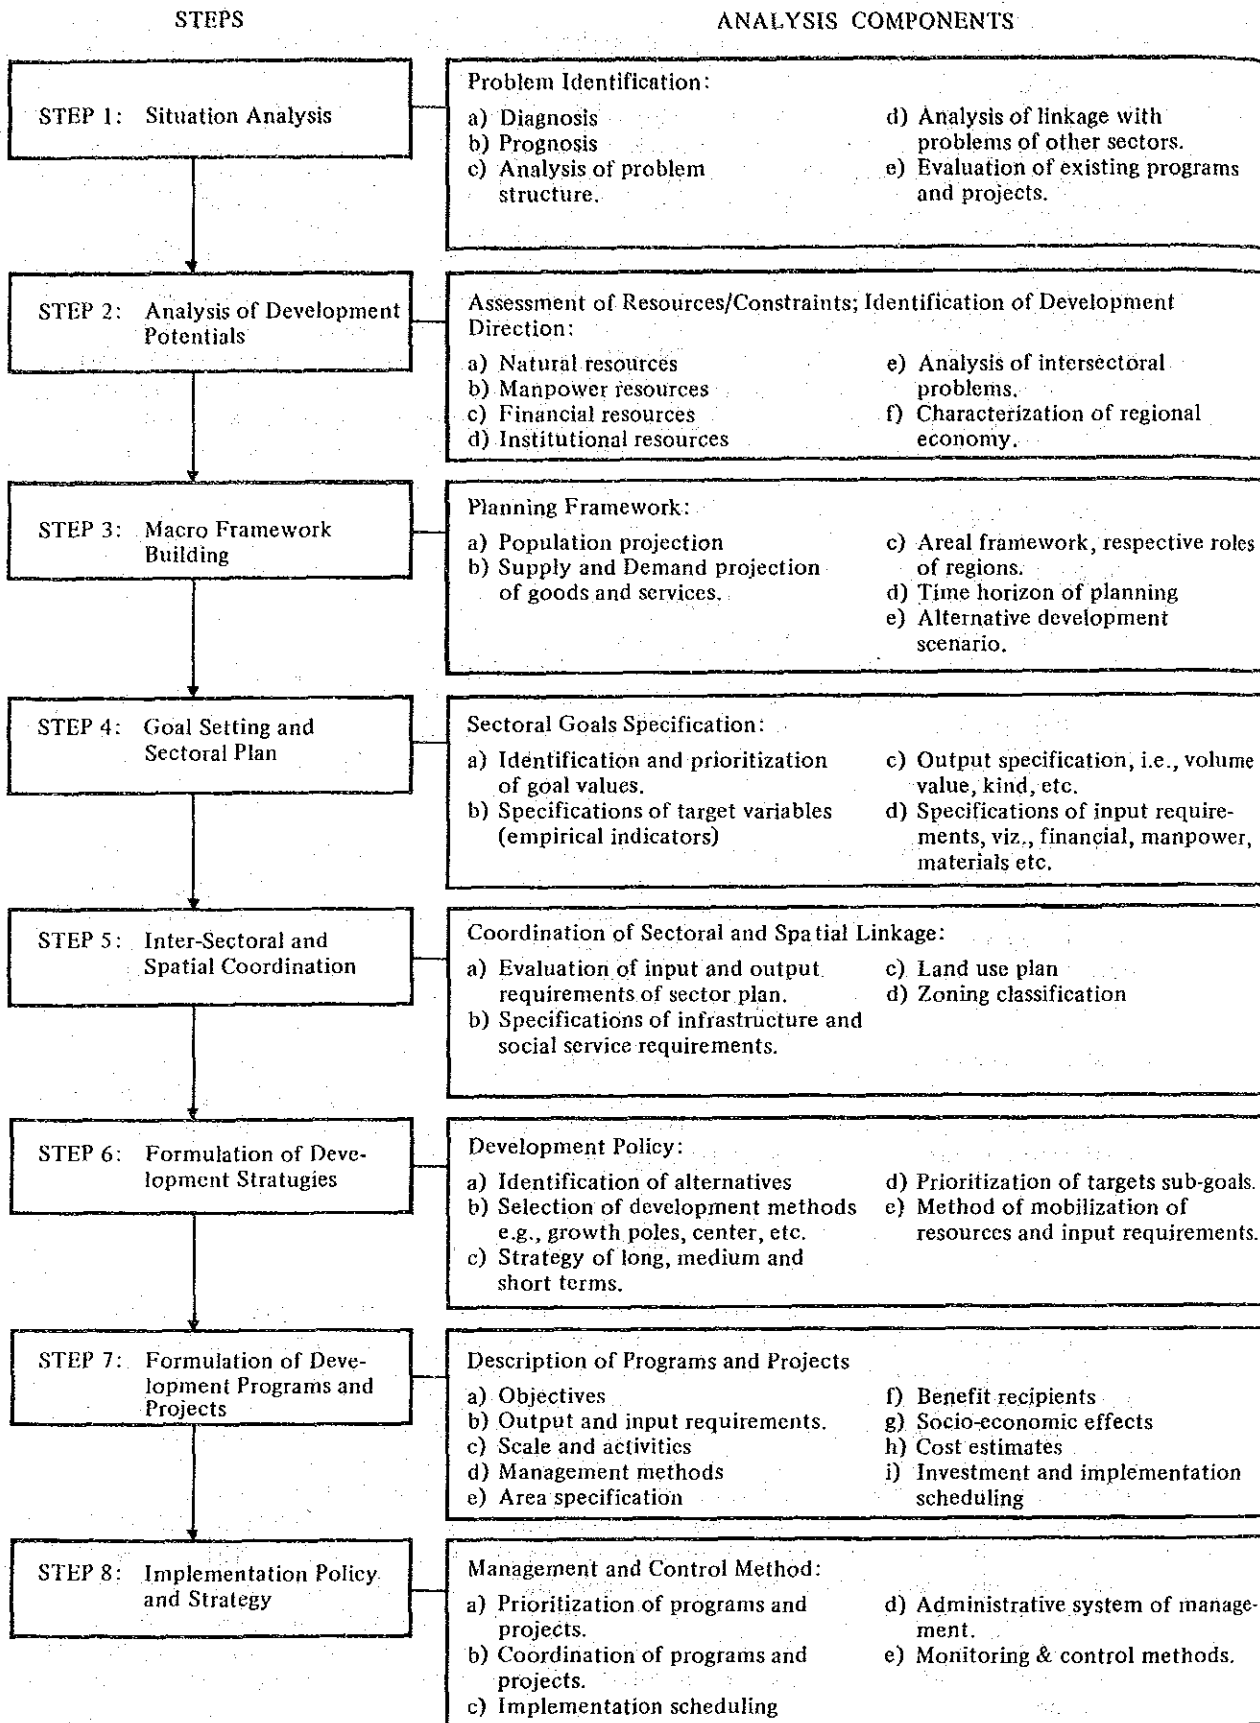 STEPS
ANALYSIS COMPONENTS
STEP 1: Situation Analysis
Problem Identification:
a) Diagnosis
b) Prognosis
c) Analysis of problem
structure.
d) Analysis of linkage with
problems of other sectors.
e) Evaluation of existing programs
and projects.
STEP 2: Analysis of Development
Potentials
Assessment of Resources/Constraints; Identification of Development
Direction:
a) Natural resources
b) Manpower resources
c) Financial resources
d) Institutional resources
e) Analysis of intersectoral
problems.
f) Characterization of regional
economy.
STEP 3: Macro Framework
Building
Planning Framework:
a) Population projection
b) Supply and Demand projection
of goods and services.
c) Areal framework, respective roles
of regions.
d) Time horizon of planning
e) Alternative development
scenario.
STEP 4: Goal Setting and
Sectoral Plan
Sectoral Goals Specification:
a) Identification and prioritization
of goal values.
b) Specifications of target variables
(empirical indicators)
c) Output specification, i.e., volume
value, kind, etc.
d) Specifications of input require-
ments, viz., financial, manpower,
materials etc.
STEP 5: Inter-Sectoral and
Spatial Coordination
Coordination of Sectoral and Spatial Linkage:
a) Evaluation of input and output
requirements of sector plan.
b) Specifications of infrastructure and
social service requirements.
c) Land use plan
d) Zoning classification
STEP 6: Formulation of Deve-
lopment Stratugies
Development Policy:
a) Identification of alternatives
b) Selection of development methods
e.g., growth poles, center, etc.
c) Strategy of long, medium and
short terms.
d) Prioritization of targets sub-goals.
e) Method of mobilization of
resources and input requirements.
STEP 7: Formulation of Deve-
lopment Programs and
Projects
Description of Programs and Projects
a) Objectives
b) Output and input requirements.
c) Scale and activities
d) Management methods
e) Area specification
f) Benefit recipients
g) Socio-economic effects
h) Cost estimates
i) Investment and implementation
scheduling
STEP 8: Implementation Policy
and Strategy
Management and Control Method:
a) Prioritization of programs and
projects.
b) Coordination of programs and
projects.
c) Implementation scheduling
d) Administrative system of manage-
ment.
e) Monitoring & control methods.